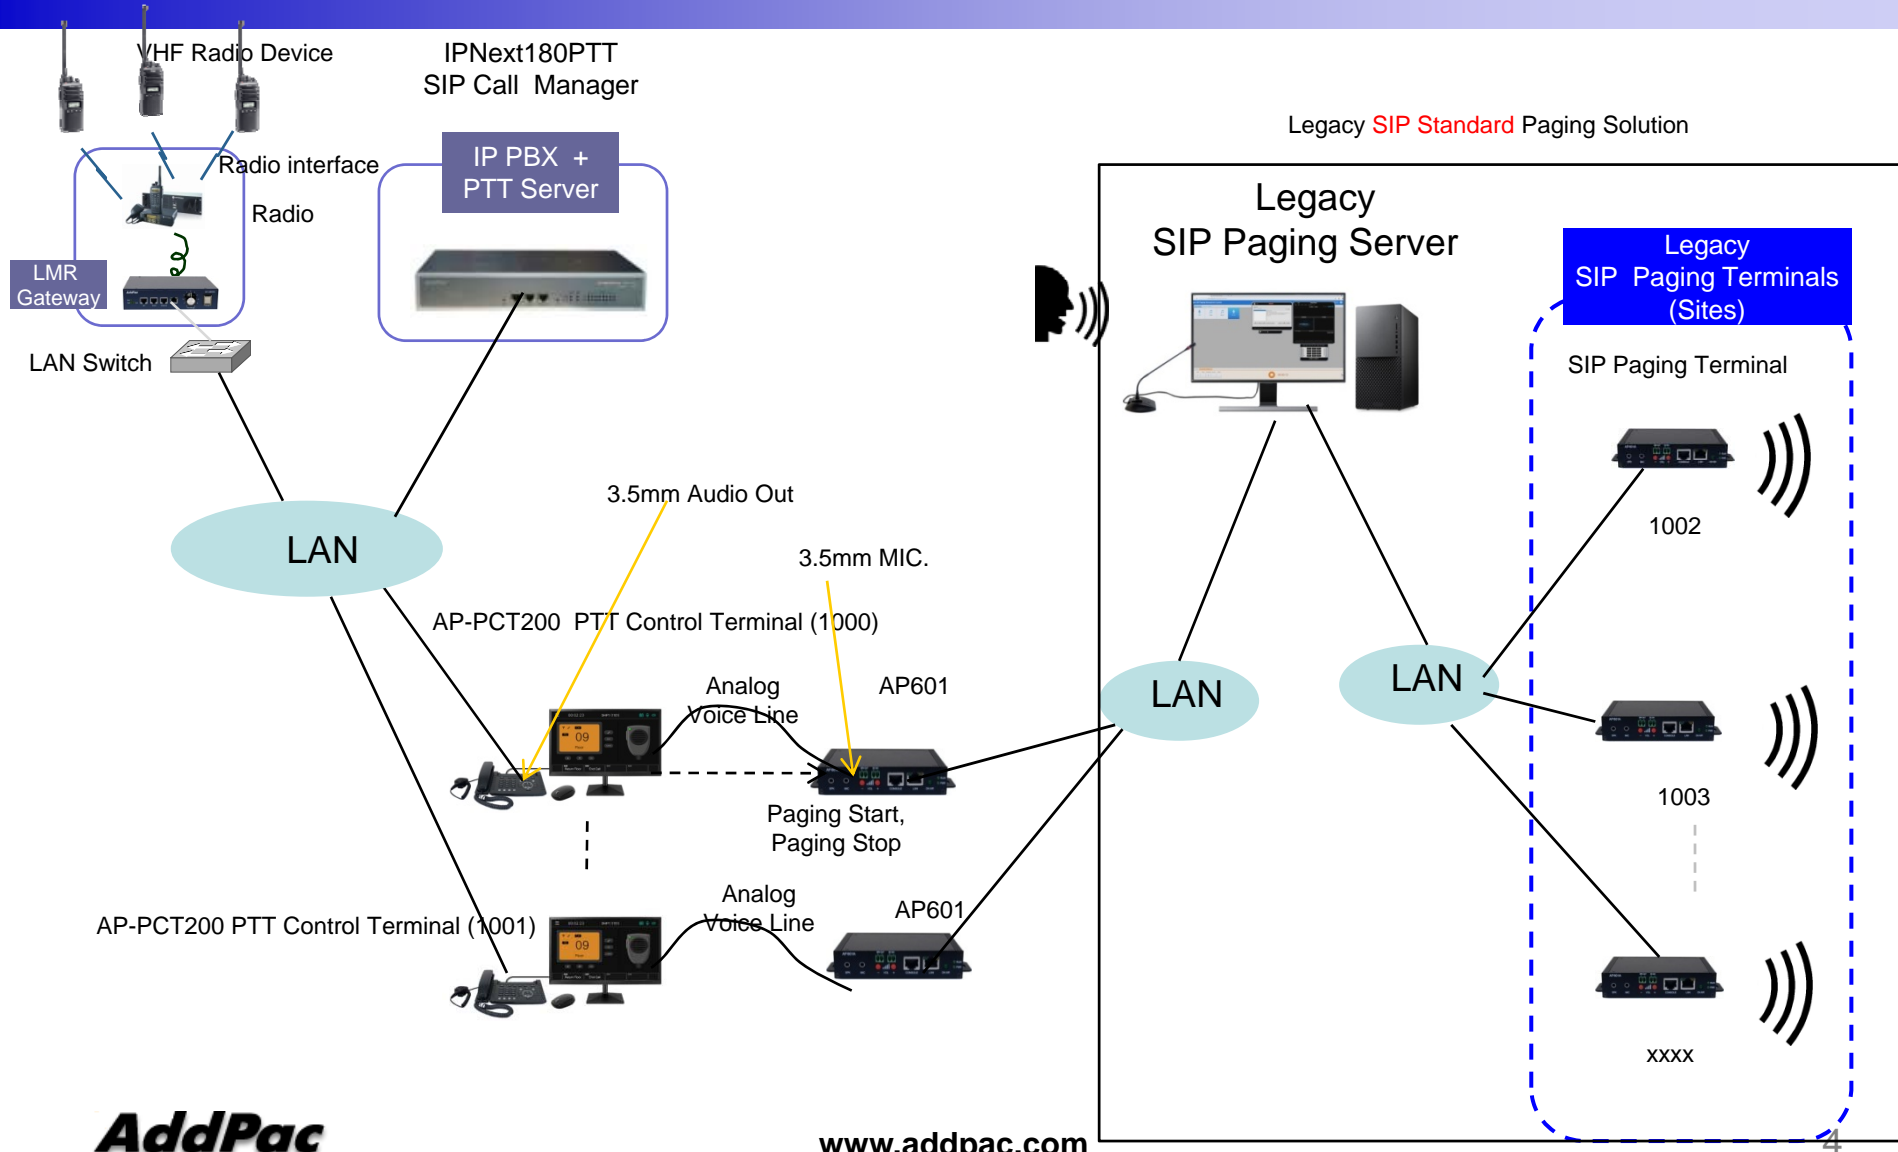 VHF Radio Device
IPNext180PTT
SIP Call Manager
Legacy SIP Standard Paging Solution
IP PBX +
PTT Server
Radio interface
Radio
LMR
Gateway
LAN Switch
Legacy
SIP Paging Server
Legacy
SIP Paging Terminals
(Sites)
SIP Paging Terminal
1002
3.5mm Audio Out
3.5mm MIC.
LAN
AP-PCT200 PTT Control Terminal (1000)
Analog
Voice Line
AP601
LAN
LAN
09
1003
Paging Start,
Paging Stop
Analog
Voice Line
AP601
AP-PCT200 PTT Control Terminal (1001)
09
xxxx
AddPac
www.addpac.com
4